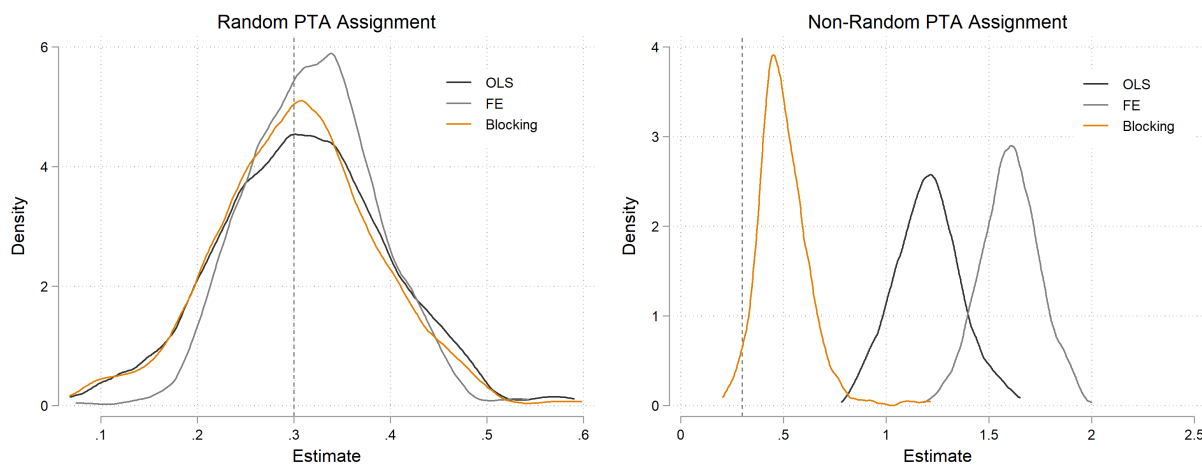 Random PTA Assignment
6
4
2
0
Density
OLS
FE
Blocking
.1 .2 .3 .4 .5 .6
Estimate
Non-Random PTA Assignment
4
3
2
1
0
Density
OLS
FE
Blocking
0 .5 1 1.5 2 2.5
Estimate